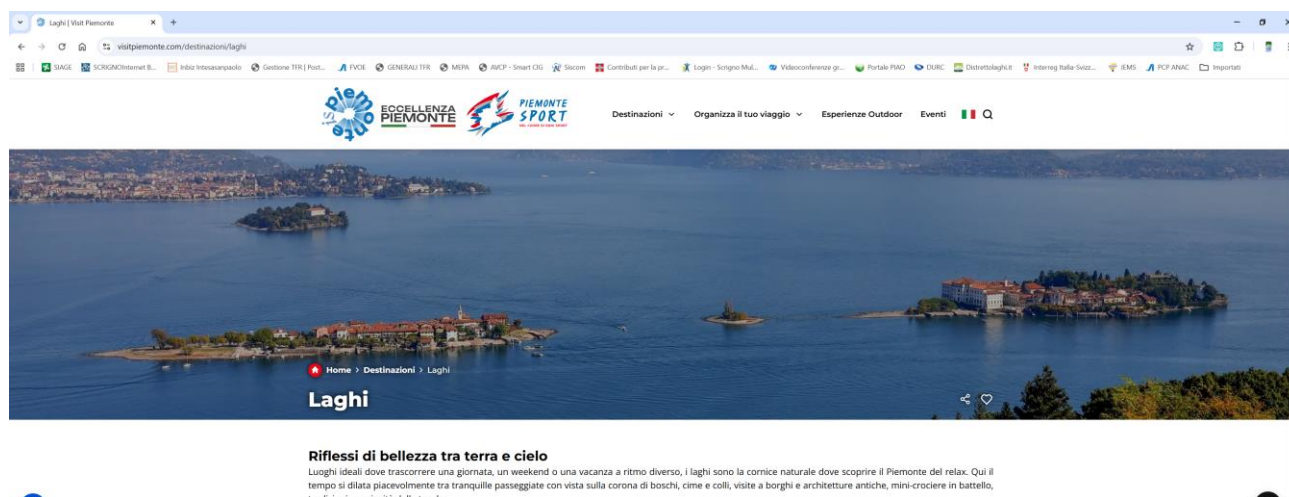 Laghi | Visit Piemonte
visitpiemonte.com/destinazioni/laghi
SIAGE SCRIGNOInternet B... Inbiz Intesasanpaolo Gestione TFR | Post... FVOE GENERALI TFR MEPA AVCP - Smart CIG Siscom Contributi per la pr... Login - Scrigno Mul... Videoconferenze gr... Portale PIAO DURC Distrettolaghi.it Interreg Italia-Svizz... IEMS PCP ANAC Importati
visit piemonte
ECCELLENZA
PIEMONTE
PIEMONTE
SPORT
Destinazioni Organizza il tuo viaggio Esperienze Outdoor Eventi
Home > Destinazioni > Laghi
Laghi
Riflessi di bellezza tra terra e cielo
Luoghi ideali dove trascorrere una giornata, un weekend o una vacanza a ritmo diverso, i laghi sono la cornice naturale dove scoprire il Piemonte del relax. Qui il
tempo si dilata piacevolmente tra tranquille passeggiate con vista sulla corona di boschi, cime e colli, visite a borghi e architetture antiche, mini-crociere in battello,